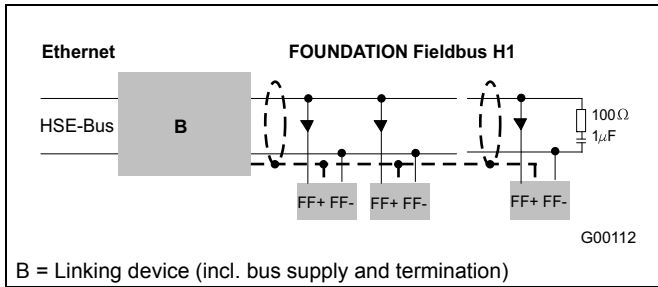 Ethernet FOUNDATION Fieldbus H1
HSE-Bus B
100Ω
1µF
FF+ FF- FF+ FF- FF+ FF-
G00112
B = Linking device (incl. bus supply and termination)